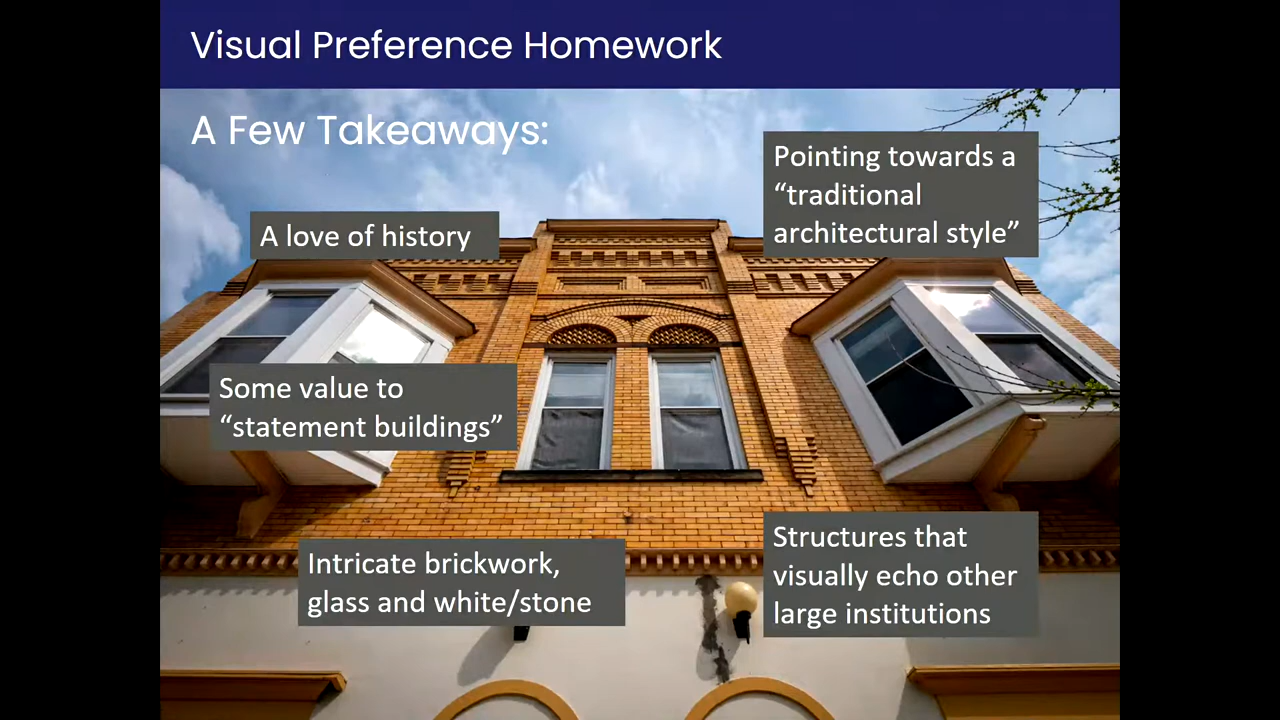 Visual Preference Homework
A Few Takeaways:
Pointing towards a
“traditional
architectural style”
A love of history
Some value to
“statement buildings”
Intricate brickwork,
glass and white/stone
Structures that
visually echo other
large institutions